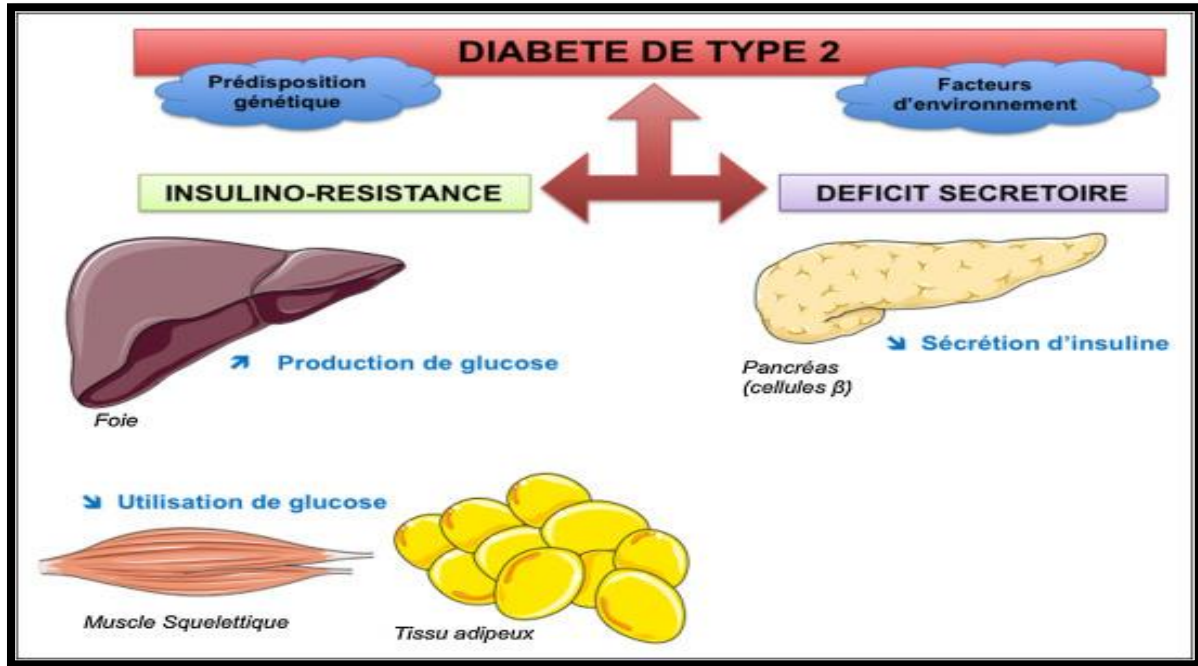 DIABETE DE TYPE 2
Prédisposition
génétique
Facteurs
d'environnement
INSULINO-RESISTANCE
DEFICIT SECRETOIRE
↗ Production de glucose
Foie
↘ Sécrétion d'insuline
Pancréas
(cellules β)
↘ Utilisation de glucose
Muscle Squelettique
Tissu adipeux